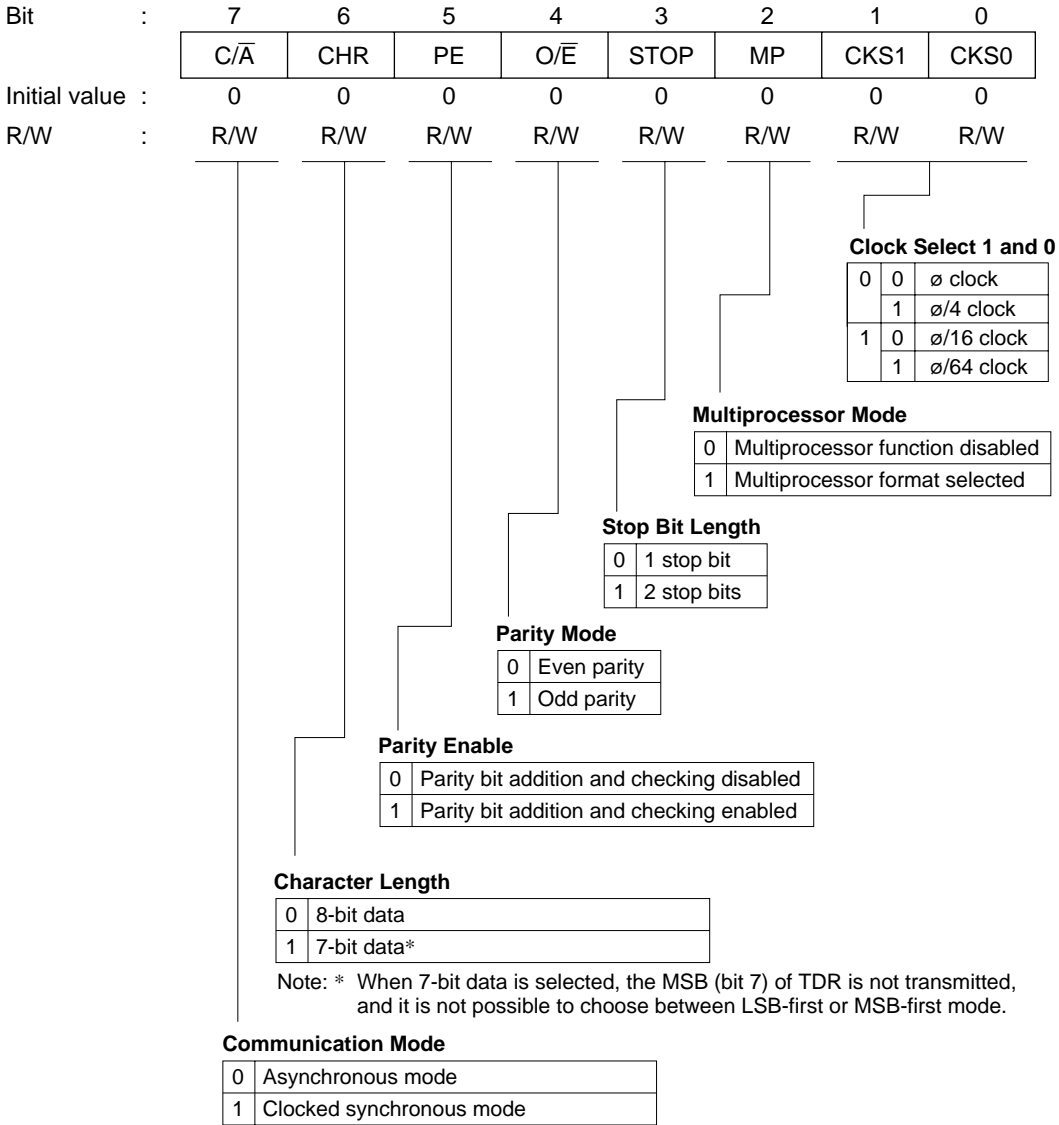 Bit : 7 6 5 4 3 2 1 0
C/A̅ CHR PE O/E̅ STOP MP CKS1 CKS0
Initial value : 0 0 0 0 0 0 0 0
R/W : R/W R/W R/W R/W R/W R/W R/W R/W
Clock Select 1 and 0
0 0 ø clock
1 ø/4 clock
1 0 ø/16 clock
1 ø/64 clock
Multiprocessor Mode
0 Multiprocessor function disabled
1 Multiprocessor format selected
Stop Bit Length
0 1 stop bit
1 2 stop bits
Parity Mode
0 Even parity
1 Odd parity
Parity Enable
0 Parity bit addition and checking disabled
1 Parity bit addition and checking enabled
Character Length
0 8-bit data
1 7-bit data*
Note: * When 7-bit data is selected, the MSB (bit 7) of TDR is not transmitted,
and it is not possible to choose between LSB-first or MSB-first mode.
Communication Mode
0 Asynchronous mode
1 Clocked synchronous mode